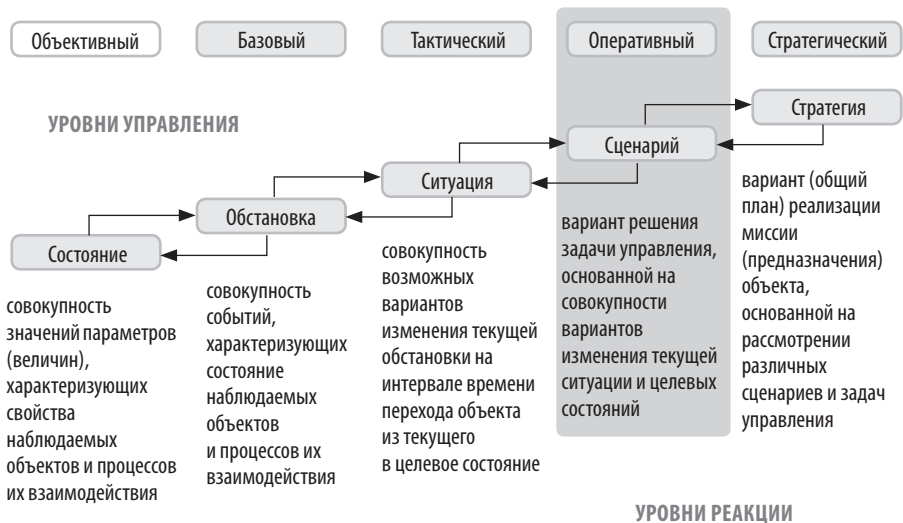 Объективный
Базовый
Тактический
Оперативный
Стратегический
УРОВНИ УПРАВЛЕНИЯ
Стратегия
Сценарий
Ситуация
Обстановка
Состояние
совокупность
значений параметров
(величин),
характеризующих
свойства
наблюдаемых
объектов и процессов
их взаимодействия
совокупность
событий,
характеризующих
состояние
наблюдаемых
объектов
и процессов их
взаимодействия
совокупность
возможных
вариантов
изменения текущей
обстановки на
интервале времени
перехода объекта
из текущего
в целевое состояние
вариант решения
задачи управления,
основанной на
совокупности
вариантов
изменения текущей
ситуации и целевых
состояний
вариант (общий
план) реализации
миссии
(предназначения)
объекта,
основанной на
рассмотрении
различных
сценариев и задач
управления
УРОВНИ РЕАКЦИИ